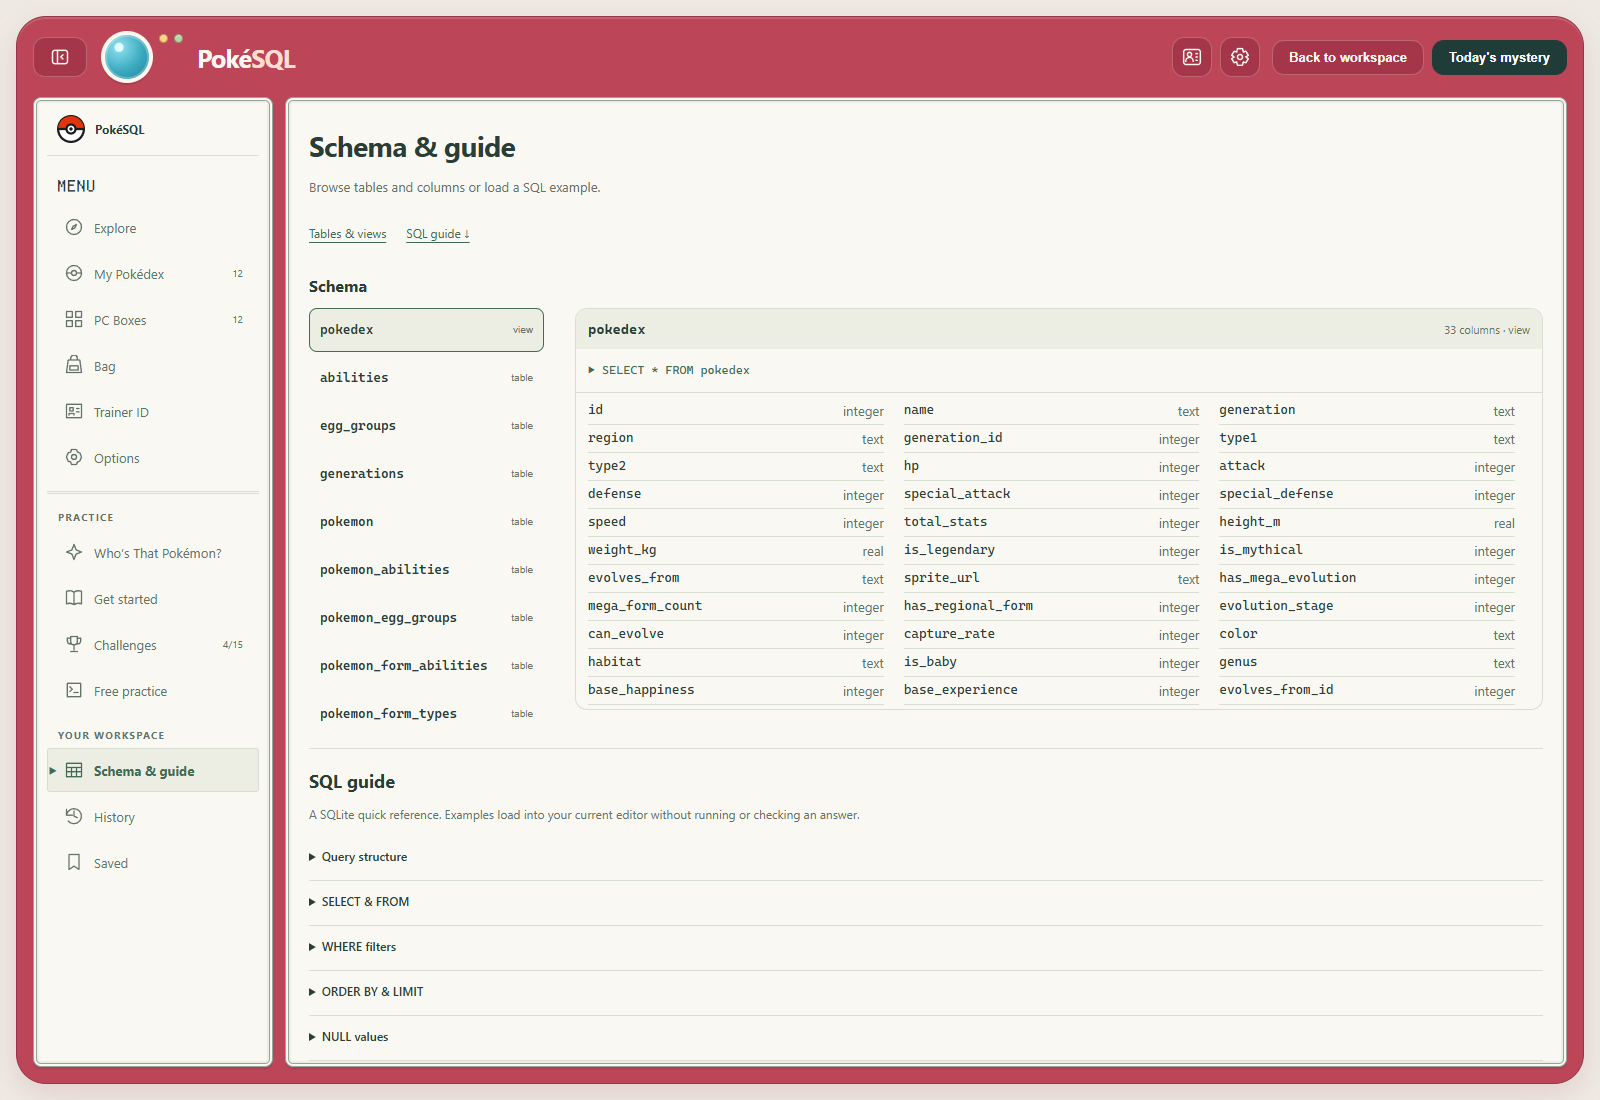 PokéSQL
Back to workspace
Today's mystery
PokéSQL
MENU
Explore
My Pokédex 12
PC Boxes 12
Bag
Trainer ID
Options
PRACTICE
Who's That Pokémon?
Get started
Challenges 4/15
Free practice
YOUR WORKSPACE
Schema & guide
History
Saved
Schema & guide
Browse tables and columns or load a SQL example.
Tables & views SQL guide ↓
Schema
pokedex view
abilities table
egg_groups table
generations table
pokemon table
pokemon_abilities table
pokemon_egg_groups table
pokemon_form_abilities table
pokemon_form_types table
pokedex 33 columns · view
▶ SELECT * FROM pokedex
id integer name text generation text
region text generation_id integer type1 text
type2 text hp integer attack integer
defense integer special_attack integer special_defense integer
speed integer total_stats integer height_m real
weight_kg real is_legendary integer is_mythical integer
evolves_from text sprite_url text has_mega_evolution integer
mega_form_count integer has_regional_form integer evolution_stage integer
can_evolve integer capture_rate integer color text
habitat text is_baby integer genus text
base_happiness integer base_experience integer evolves_from_id integer
SQL guide
A SQLite quick reference. Examples load into your current editor without running or checking an answer.
▶ Query structure
▶ SELECT & FROM
▶ WHERE filters
▶ ORDER BY & LIMIT
▶ NULL values